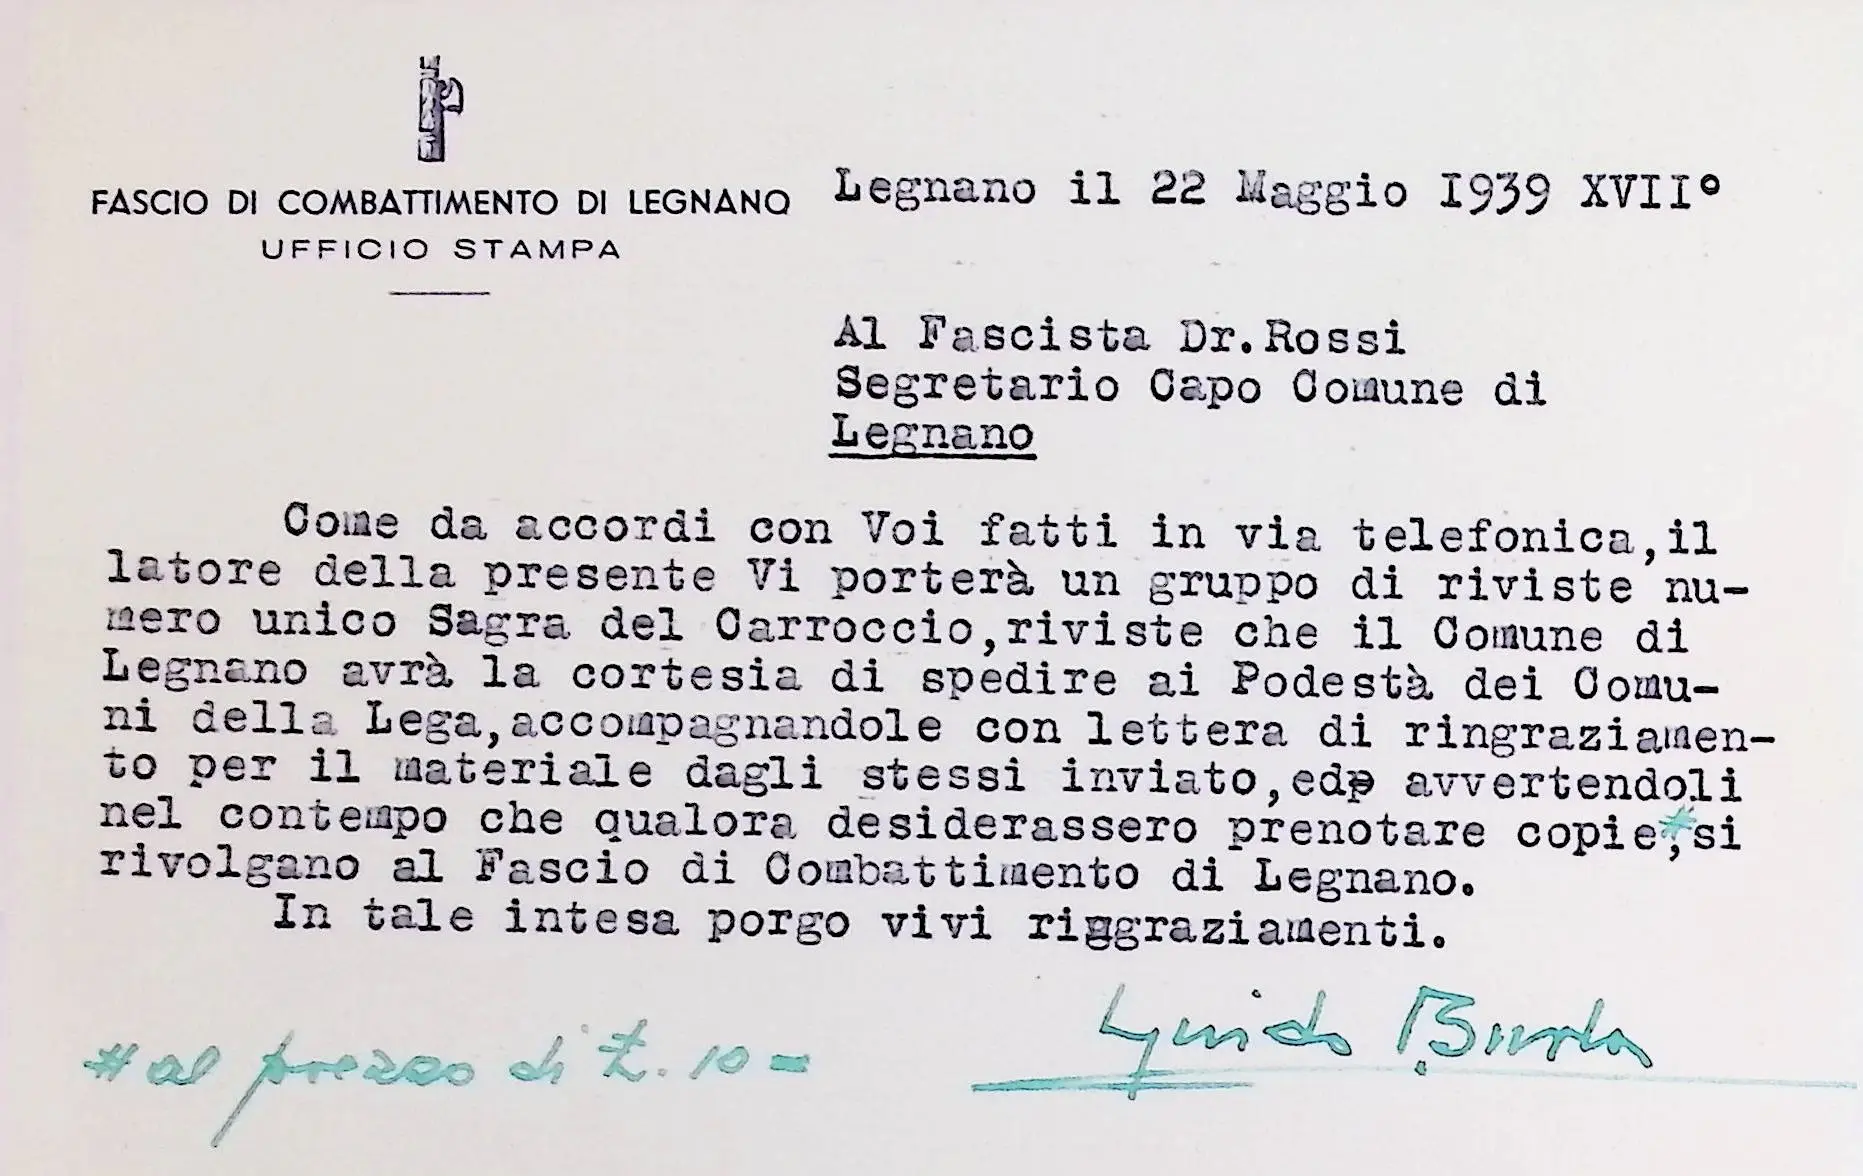 FASCIO DI COMBATTIMENTO DI LEGNANO
UFFICIO STAMPA
Legnano il 22 Maggio 1939 XVII°
Al Fascista Dr.Rossi
Segretario Capo Comune di
Legnano
Come da accordi con Voi fatti in via telefonica,il
latore della presente Vi porterà un gruppo di riviste nu-
mero unico Sagra del Carroccio,riviste che il Comune di
Legnano avrà la cortesia di spedire ai Podestà dei Comu-
ni della Lega,accompagnandole con lettera di ringraziamen-
to per il materiale dagli stessi inviato,ed avvertendoli
nel contempo che qualora desiderassero prenotare copie#,si
rivolgano al Fascio di Combattimento di Legnano.
In tale intesa porgo vivi ringraziamenti.
# al prezzo di £. 10 =
Guido